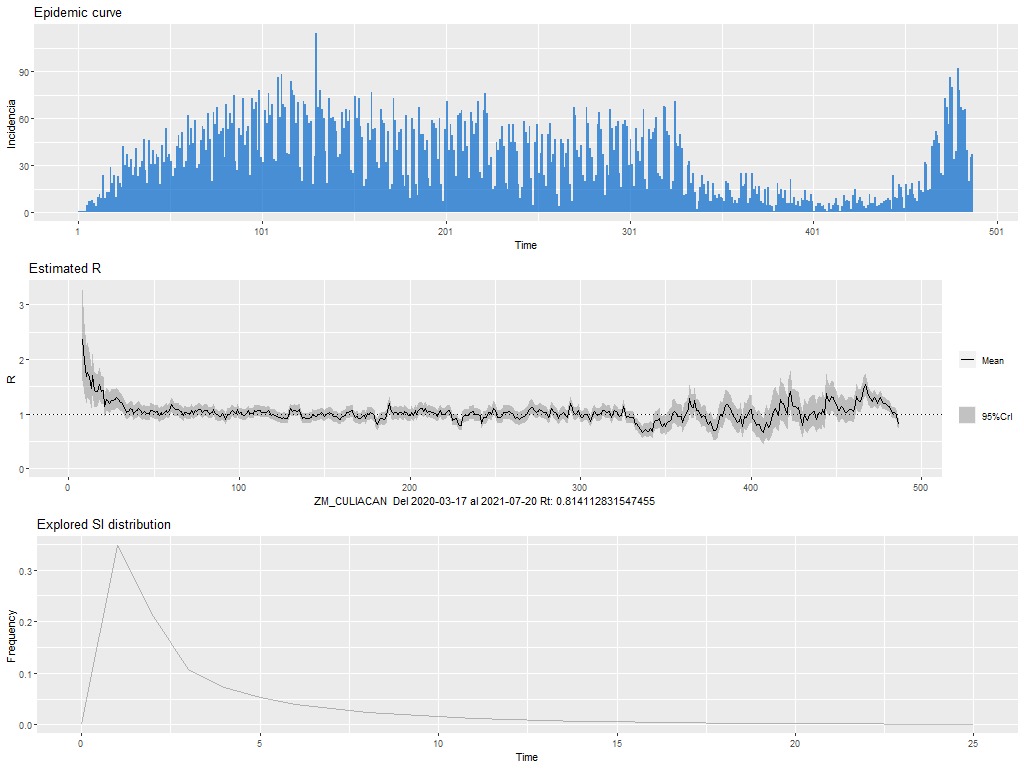 Epidemic curve
Incidencia
90
60
30
0
1 101 201 301 401 501
Time
Estimated R
R
3
2
1
0
Mean
95%CrI
0 100 200 300 400 500
ZM_CULIACAN Del 2020-03-17 al 2021-07-20 Rt: 0.814112831547455
Explored SI distribution
Frequency
0.3
0.2
0.1
0.0
0 5 10 15 20 25
Time